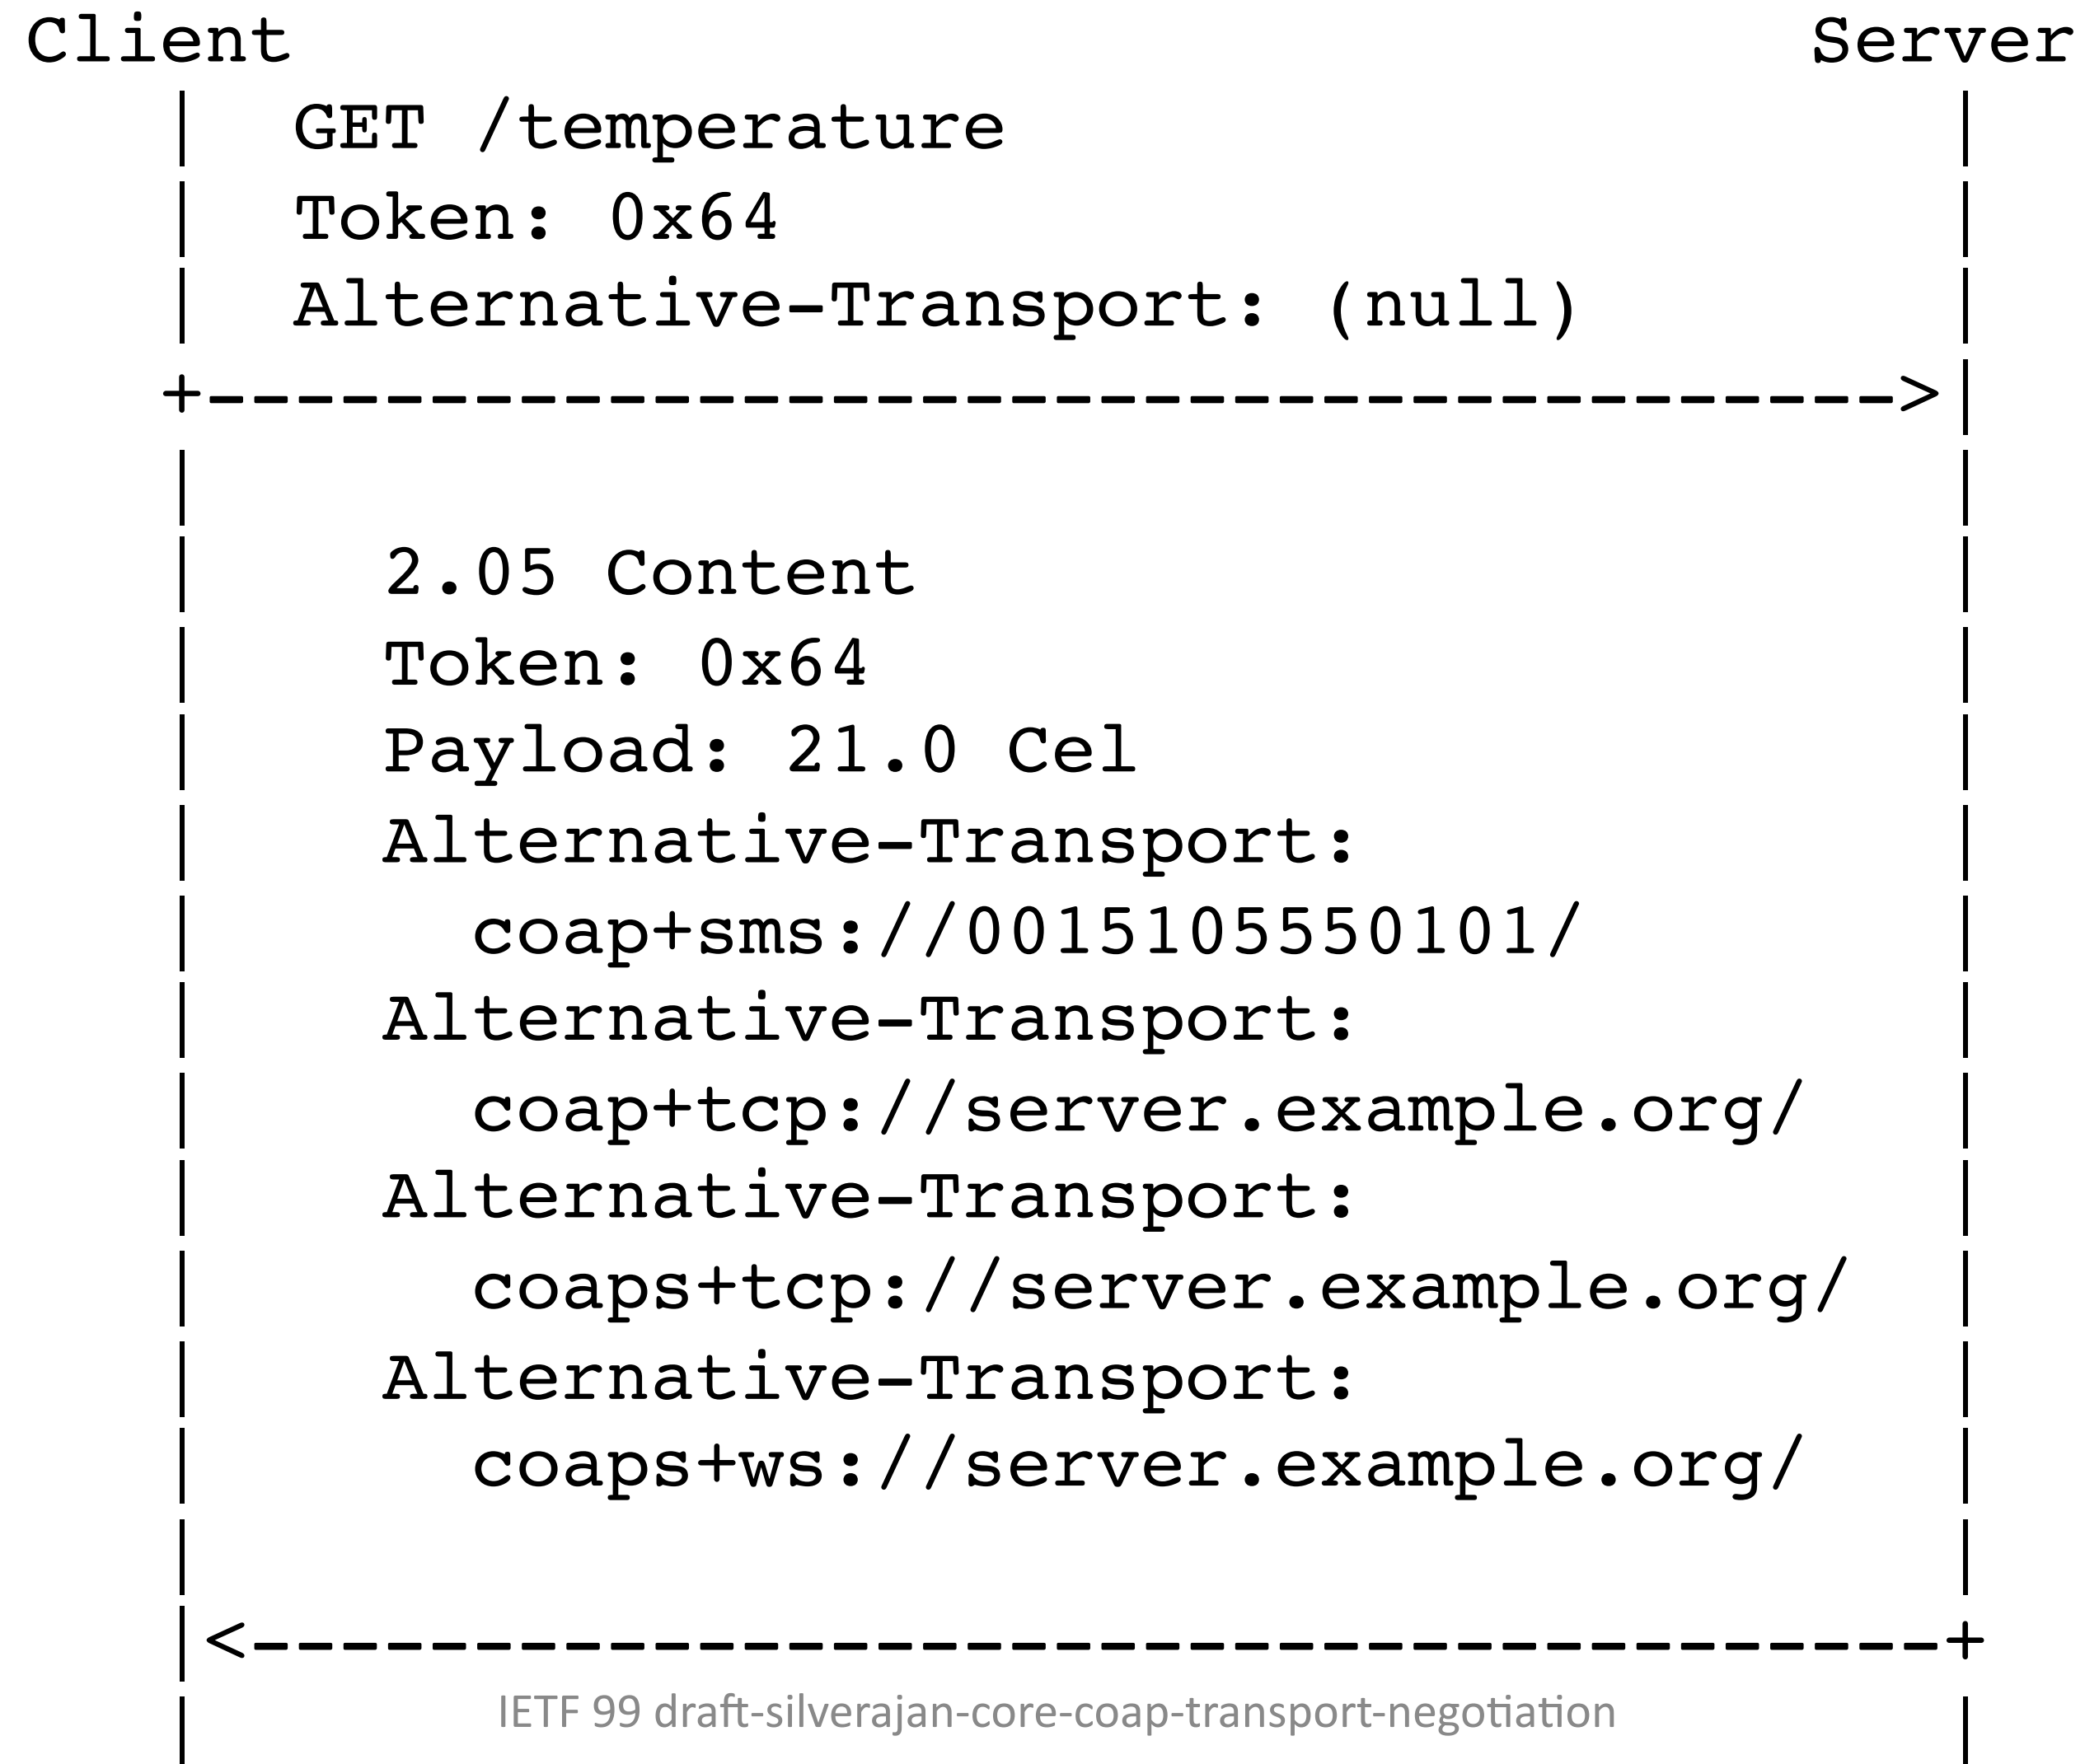 Client Server
GET /temperature
Token: 0x64
Alternative-Transport: (null)
+-------------------------------------->
2.05 Content
Token: 0x64
Payload: 21.0 Cel
Alternative-Transport:
coap+sms://0015105550101/
Alternative-Transport:
coap+tcp://server.example.org/
Alternative-Transport:
coaps+tcp://server.example.org/
Alternative-Transport:
coaps+ws://server.example.org/
<--------------------------------------+
IETF 99 draft-silverajan-core-coap-transport-negotiation